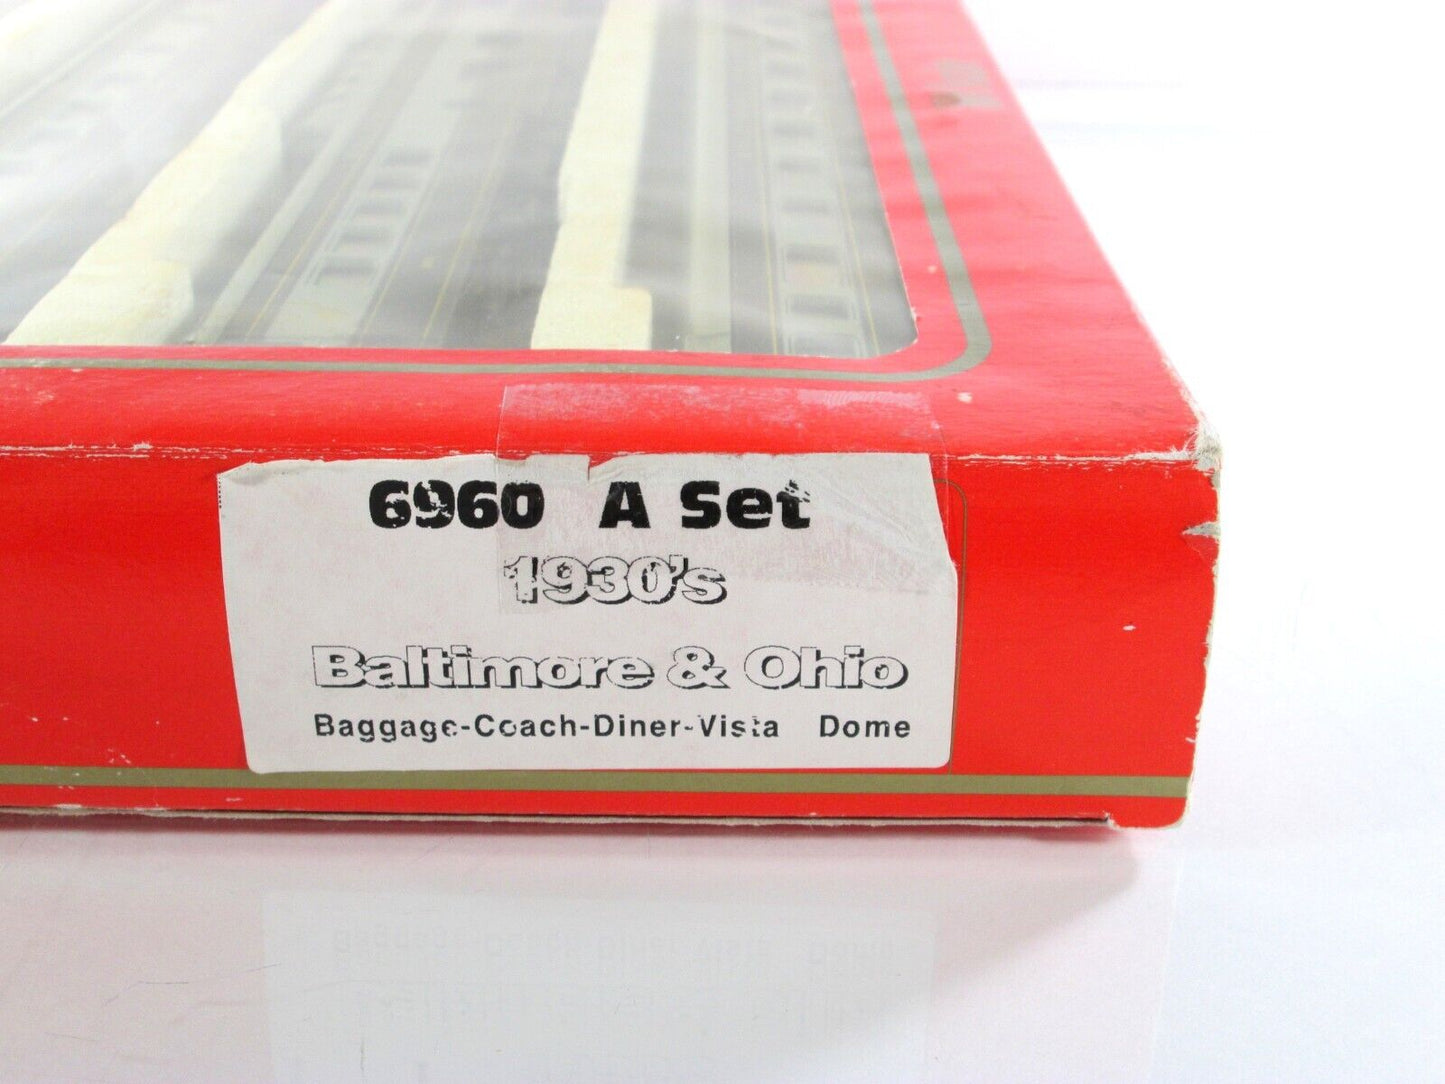 6960 A Set
1930's
Baltimore & Ohio
Baggage-Coach-Diner-Vista Dome